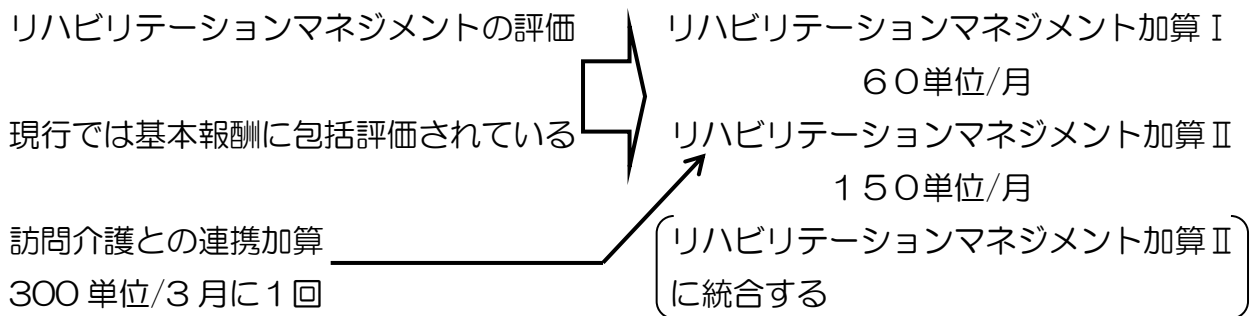 リハビリテーションマネジメントの評価
現行では基本報酬に包括評価されている
訪問介護との連携加算
300単位/3月に1回
リハビリテーションマネジメント加算Ⅰ
60単位/月
リハビリテーションマネジメント加算Ⅱ
150単位/月
リハビリテーションマネジメント加算Ⅱ
に統合する